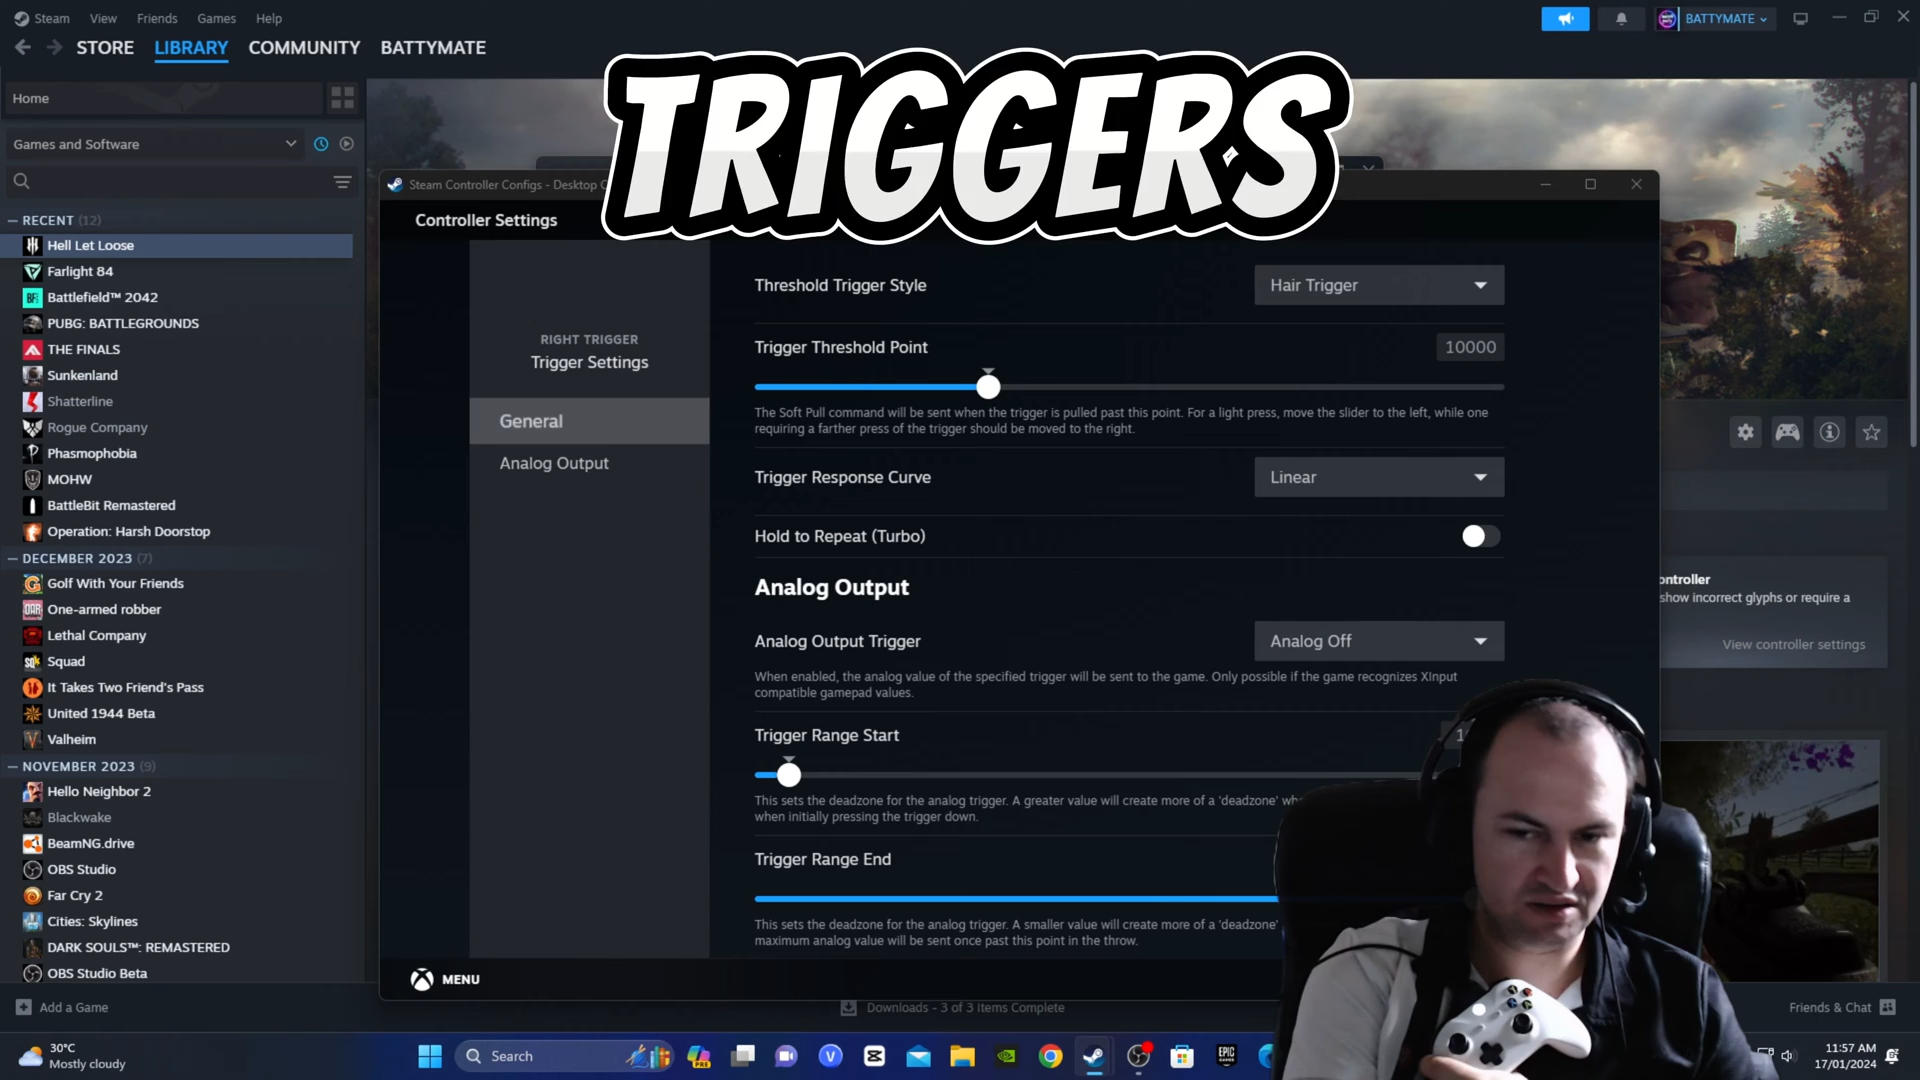 Steam View Friends Games Help
BATTYMATE
STORE LIBRARY COMMUNITY BATTYMATE
TRIGGERS
Home
Games and Software
Steam Controller Configs - Desktop
Controller Settings
RECENT (12)
Hell Let Loose
Farlight 84
Battlefield™ 2042
PUBG: BATTLEGROUNDS
THE FINALS
Sunkenland
Shatterline
Rogue Company
Phasmophobia
MOHW
BattleBit Remastered
Operation: Harsh Doorstop
DECEMBER 2023 (7)
Golf With Your Friends
One-armed robber
Lethal Company
Squad
It Takes Two Friend's Pass
United 1944 Beta
Valheim
NOVEMBER 2023 (9)
Hello Neighbor 2
Blackwake
BeamNG.drive
OBS Studio
Far Cry 2
Cities: Skylines
DARK SOULS™: REMASTERED
OBS Studio Beta
RIGHT TRIGGER
Trigger Settings
General
Analog Output
Threshold Trigger Style
Hair Trigger
Trigger Threshold Point
10000
The Soft Pull command will be sent when the trigger is pulled past this point. For a light press, move the slider to the left, while one
requiring a farther press of the trigger should be moved to the right.
Trigger Response Curve
Linear
Hold to Repeat (Turbo)
Analog Output
Analog Output Trigger
Analog Off
When enabled, the analog value of the specified trigger will be sent to the game. Only possible if the game recognizes XInput
compatible gamepad values.
Trigger Range Start
This sets the deadzone for the analog trigger. A greater value will create more of a 'deadzone'
when initially pressing the trigger down.
Trigger Range End
This sets the deadzone for the analog trigger. A smaller value will create more of a 'deadzone'
maximum analog value will be sent once past this point in the throw.
ontroller
show incorrect glyphs or require a
View controller settings
MENU
Add a Game
Downloads - 3 of 3 Items Complete
Friends & Chat
30°C
Mostly cloudy
Search
PRE
EPIC
GAMES
11:57 AM
17/01/2024